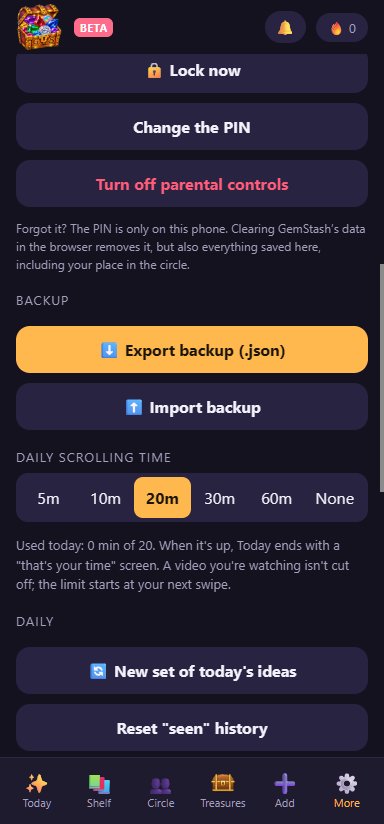 BETA
0
Lock now
Change the PIN
Turn off parental controls
Forgot it? The PIN is only on this phone. Clearing GemStash's data
in the browser removes it, but also everything saved here,
including your place in the circle.
BACKUP
Export backup (.json)
Import backup
DAILY SCROLLING TIME
5m 10m 20m 30m 60m None
Used today: 0 min of 20. When it's up, Today ends with a
"that's your time" screen. A video you're watching isn't cut
off; the limit starts at your next swipe.
DAILY
New set of today's ideas
Reset "seen" history
Today Shelf Circle Treasures Add More